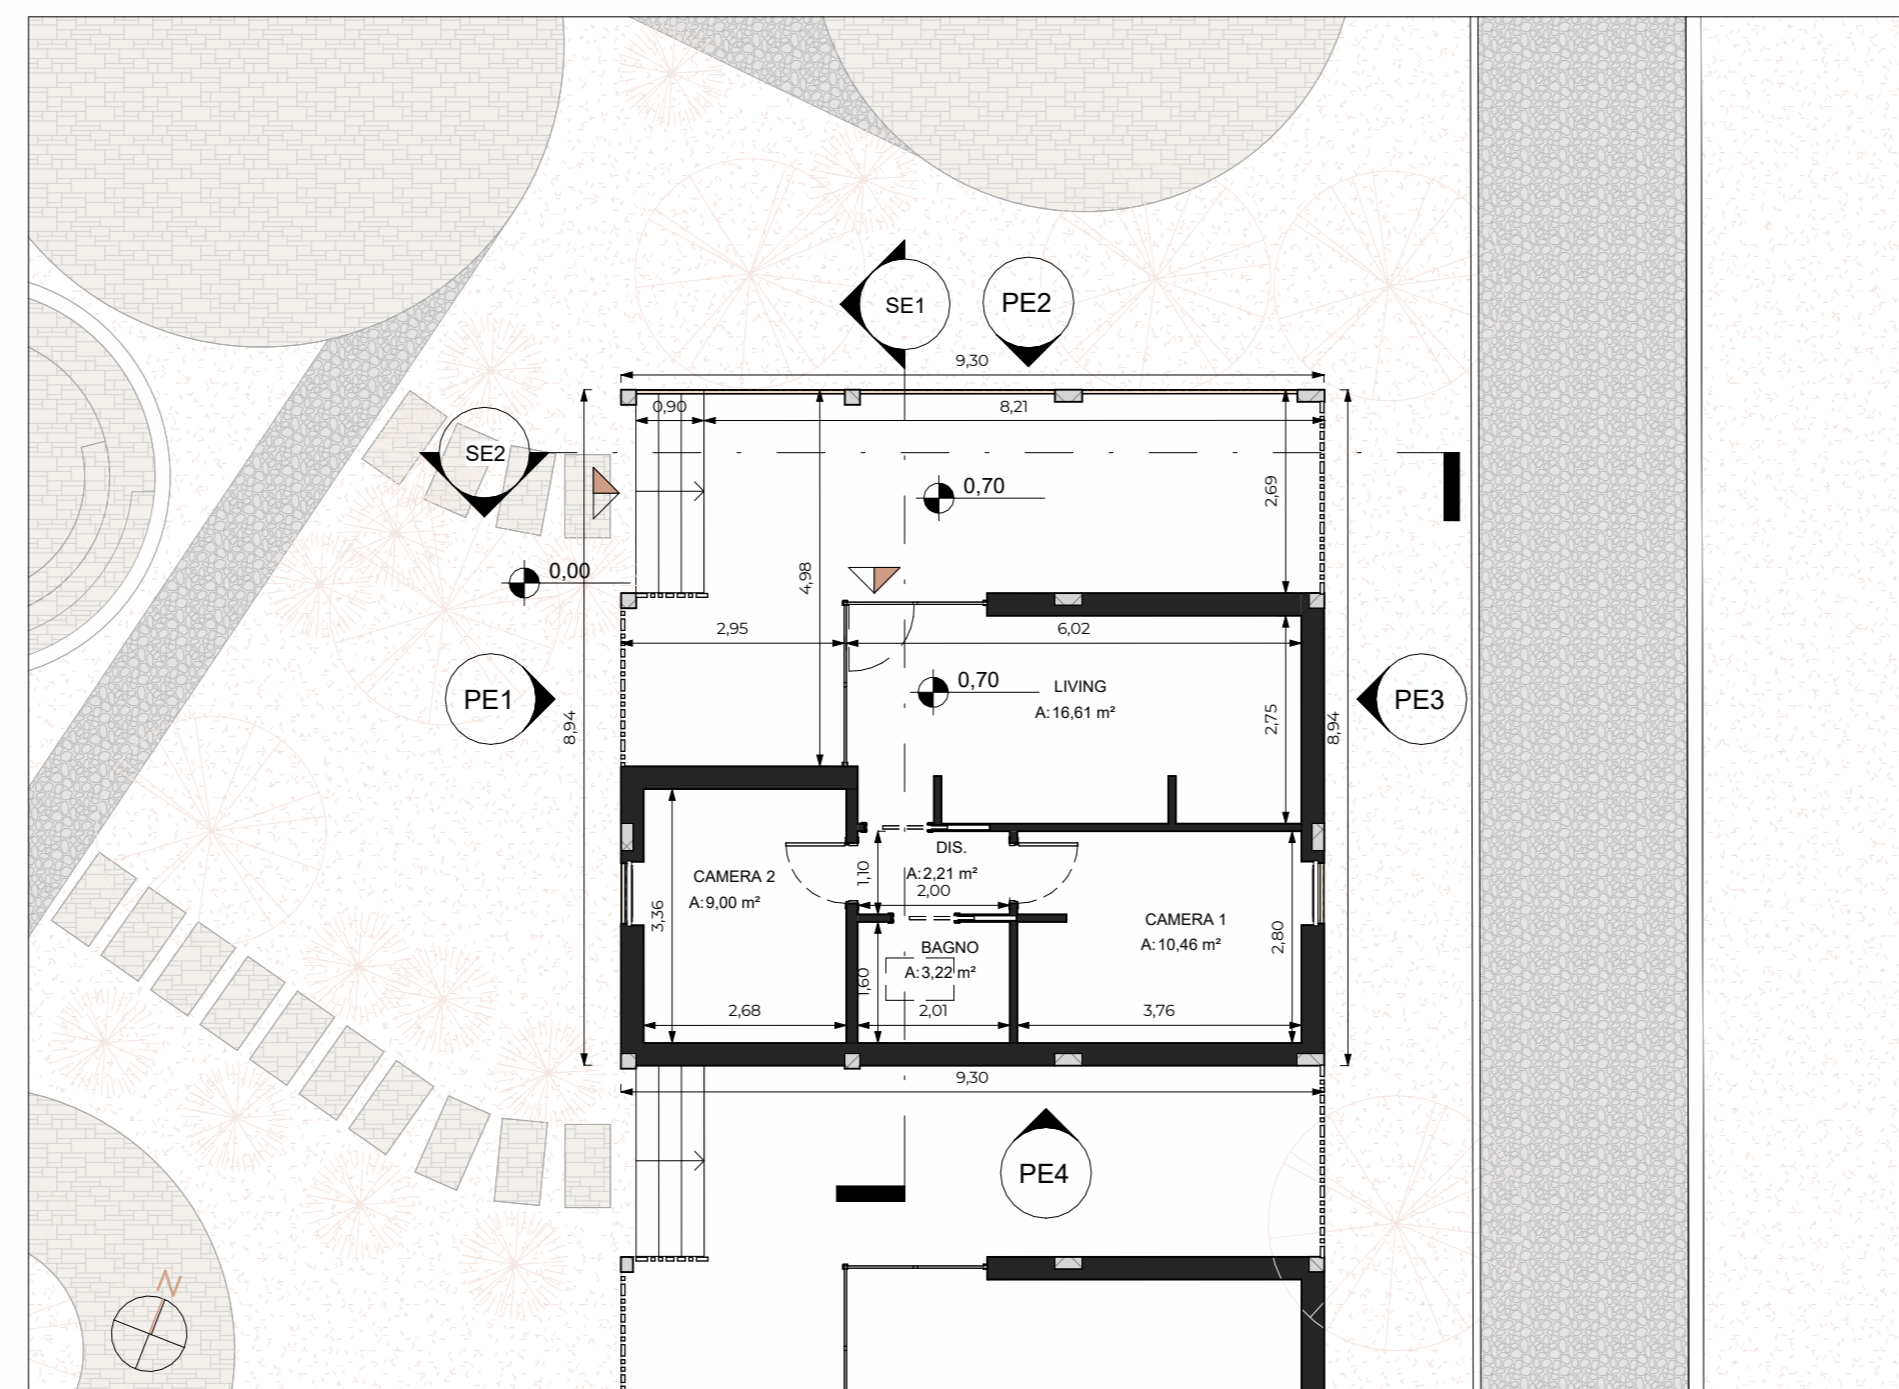 SE1
PE2
9,30
0,90
8,21
SE2
0,70
2,69
0,00
4,98
2,95
6,02
PE1
0,70
LIVING
A:16,61 m²
PE3
8,94
2,75
8,94
DIS.
A:2,21 m²
2,00
1,10
CAMERA 2
A:9,00 m²
3,36
CAMERA 1
A:10,46 m²
2,80
BAGNO
A:3,22 m²
1,60
2,68
2,01
3,76
9,30
PE4
N